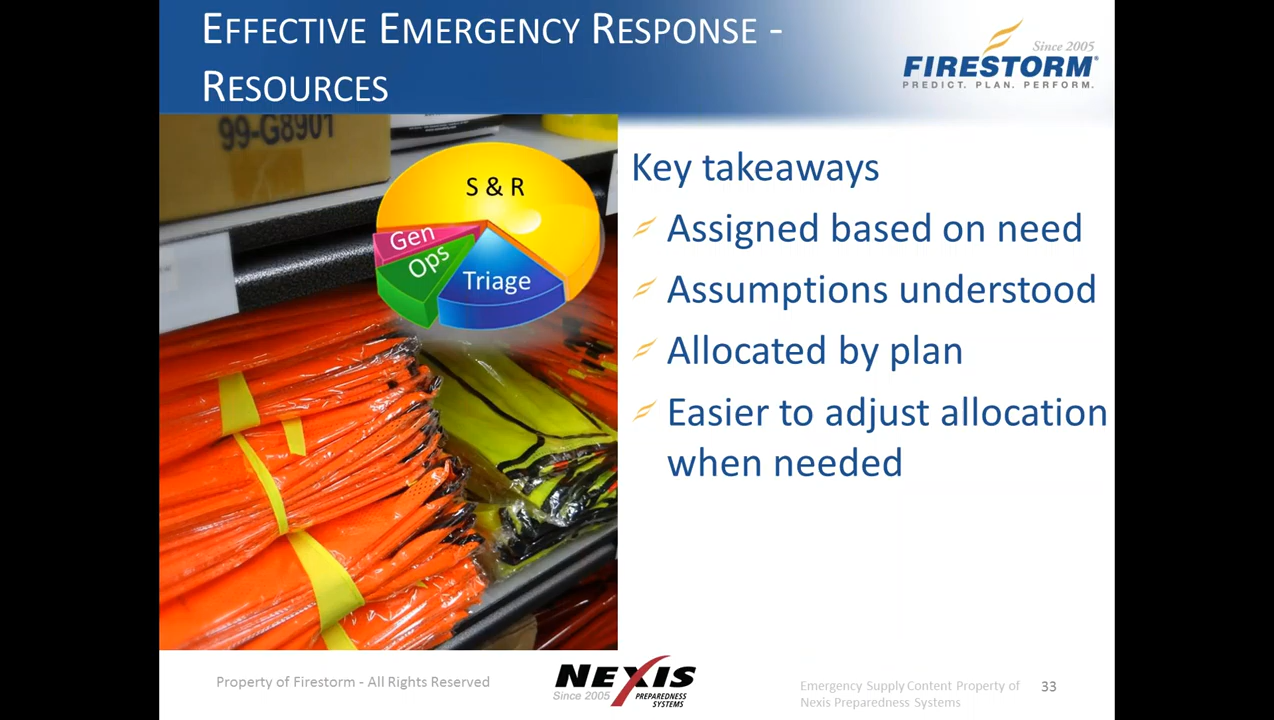 EFFECTIVE EMERGENCY RESPONSE -
RESOURCES
Since 2005
FIRESTORM®
PREDICT. PLAN. PERFORM.
99-G8901
S & R
Gen
Ops
Triage
Key takeaways
Assigned based on need
Assumptions understood
Allocated by plan
Easier to adjust allocation
when needed
Property of Firestorm - All Rights Reserved
NEXIS
Since 2005
PREPAREDNESS
SYSTEMS
Emergency Supply Content Property of
Nexis Preparedness Systems
33